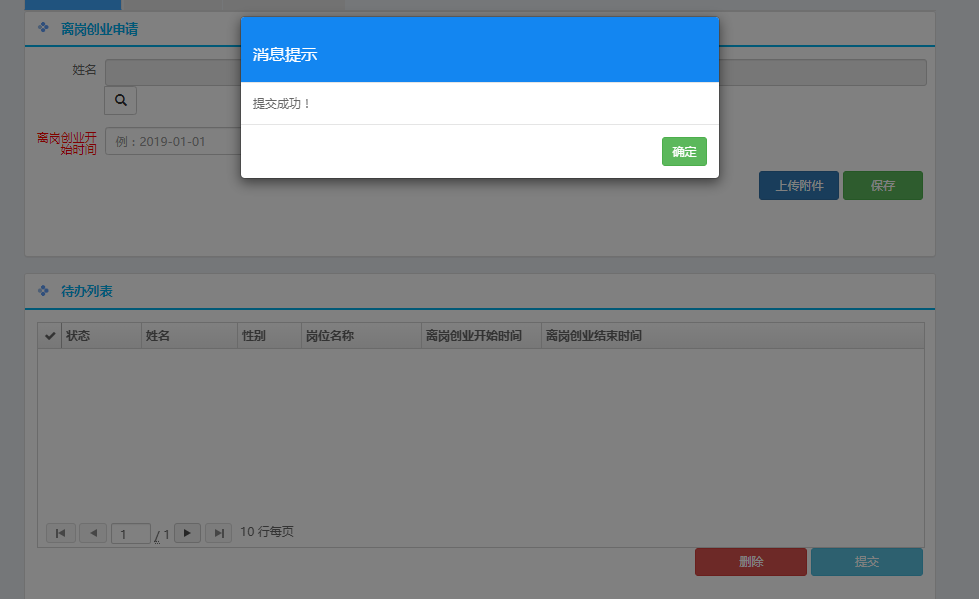 离岗创业申请
消息提示
姓名
提交成功！
离岗创业开
始时间
例：2019-01-01
确定
上传附件
保存
待办列表
状态 姓名 性别 岗位名称 离岗创业开始时间 离岗创业结束时间
1 / 1 10 行每页
删除
提交